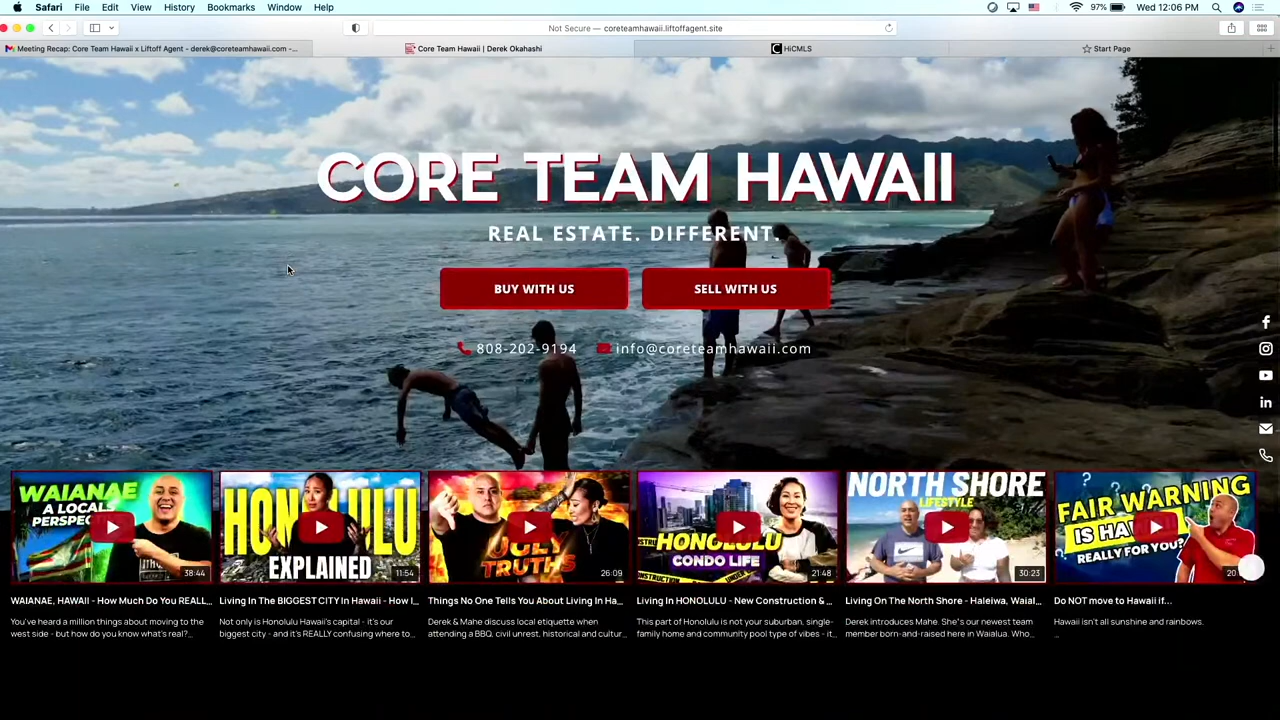 Safari File Edit View History Bookmarks Window Help 97% Wed 12:06 PM
Not Secure — coreteamhawaii.liftoffagent.site
Meeting Recap: Core Team Hawaii x Liftoff Agent - derek@coreteamhawaii.com -...
Core Team Hawaii | Derek Okahashi
HiCMLS
Start Page
CORE TEAM HAWAII
REAL ESTATE. DIFFERENT.
BUY WITH US
SELL WITH US
808-202-9194 info@coreteamhawaii.com
WAIANAE
A LOCALS
38:44
HONOLULU
EXPLAINED
11:54
UGLY
TRUTHS
26:09
HONOLULU
CONDO LIFE
21:48
NORTH SHORE
LIFESTYLE
30:23
FAIR WARNING
IS
REALLY FOR YOU?
WAIANAE, HAWAII - How Much Do You REALL...
Living In The BIGGEST CITY In Hawaii - How I...
Things No One Tells You About Living In Ha...
Living In HONOLULU - New Construction & ...
Living On The North Shore - Haleiwa, Waial...
Do NOT move to Hawaii if...
You've heard a million things about moving to the
west side - but how do you know what's real?...
Not only is Honolulu Hawaii's capital - it's our
biggest city - and it's REALLY confusing where to...
Derek & Mahe discuss local etiquette when
attending a BBQ, civil unrest, historical and cultur...
This part of Honolulu is not your suburban, single-
family home and community pool type of vibes - it...
Derek introduces Mahe. She's our newest team
member born-and-raised here in Waialua. Who...
Hawaii isn't all sunshine and rainbows.
...